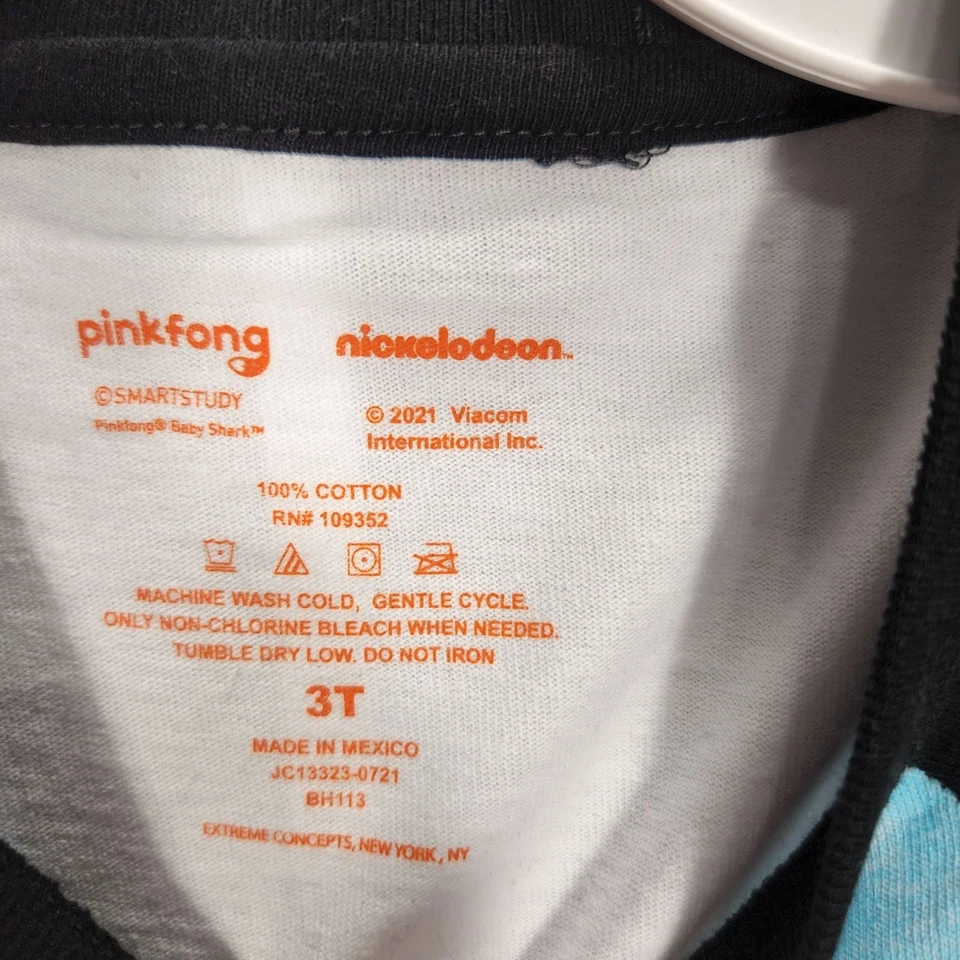 pinkfong
nickelodeon™
©SMARTSTUDY
Pinkfong® Baby Shark™
© 2021 Viacom
International Inc.
100% COTTON
RN# 109352
MACHINE WASH COLD, GENTLE CYCLE.
ONLY NON-CHLORINE BLEACH WHEN NEEDED.
TUMBLE DRY LOW. DO NOT IRON
3T
MADE IN MEXICO
JC13323-0721
BH113
EXTREME CONCEPTS, NEW YORK, NY